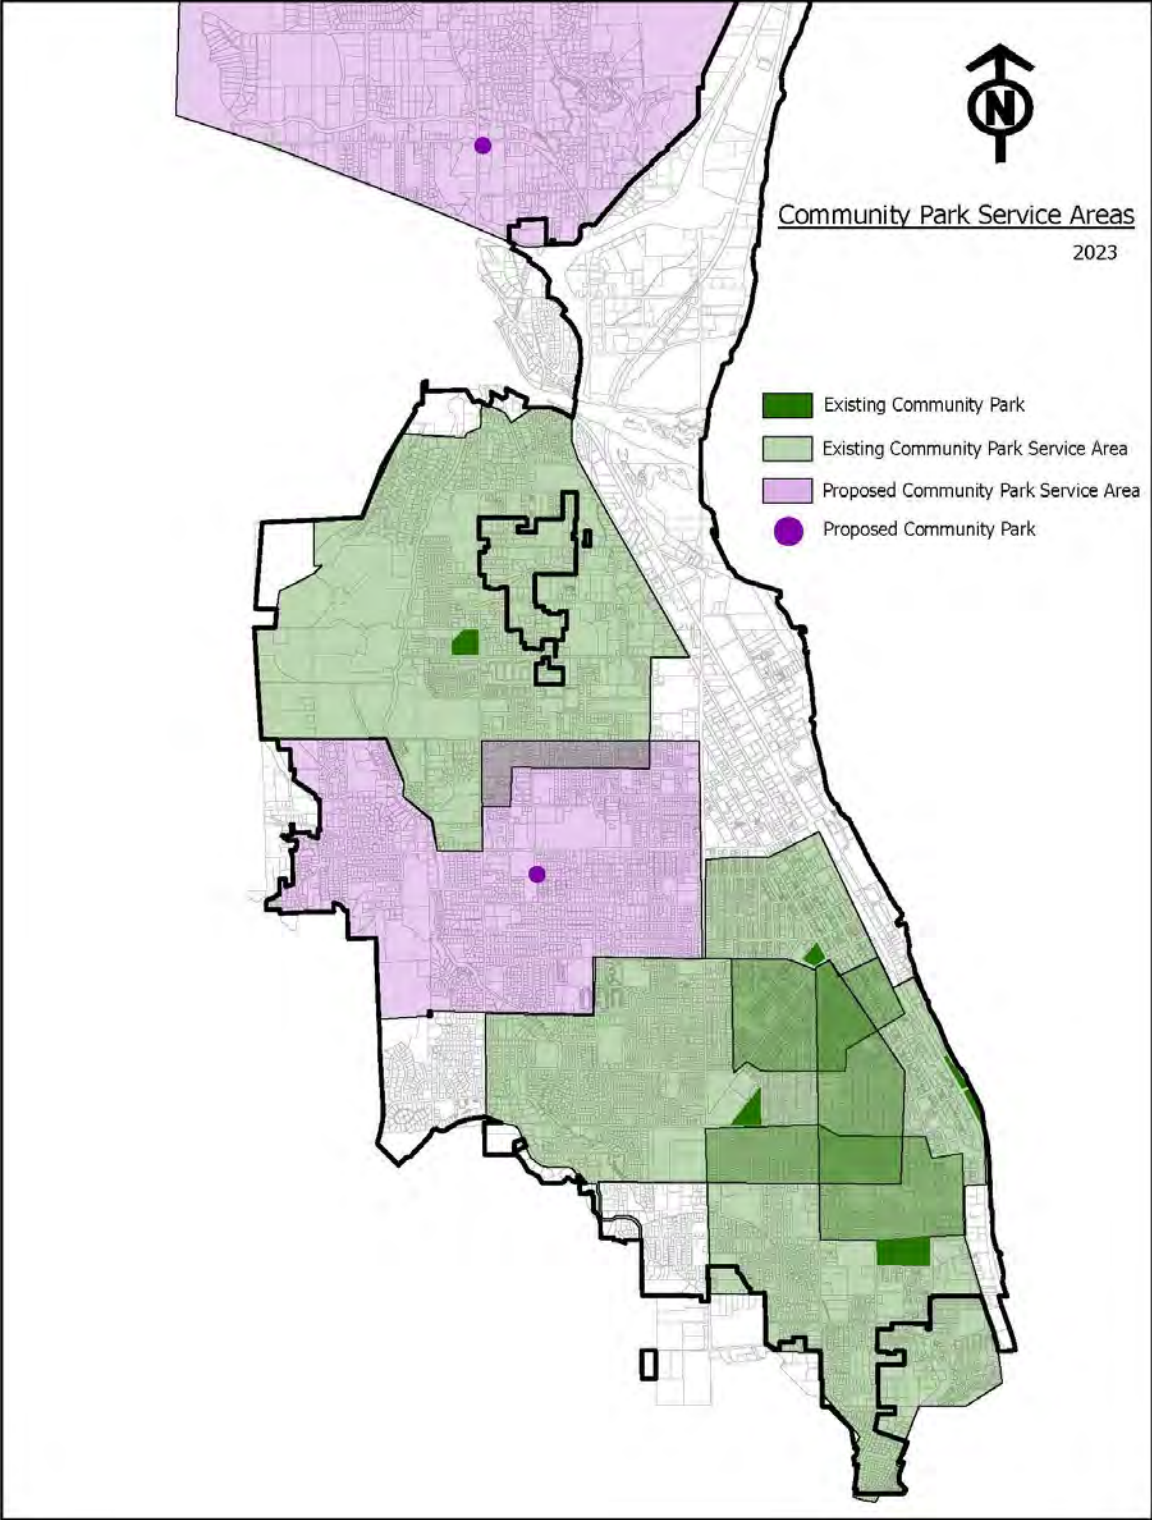 N
Community Park Service Areas
2023
Existing Community Park
Existing Community Park Service Area
Proposed Community Park Service Area
Proposed Community Park